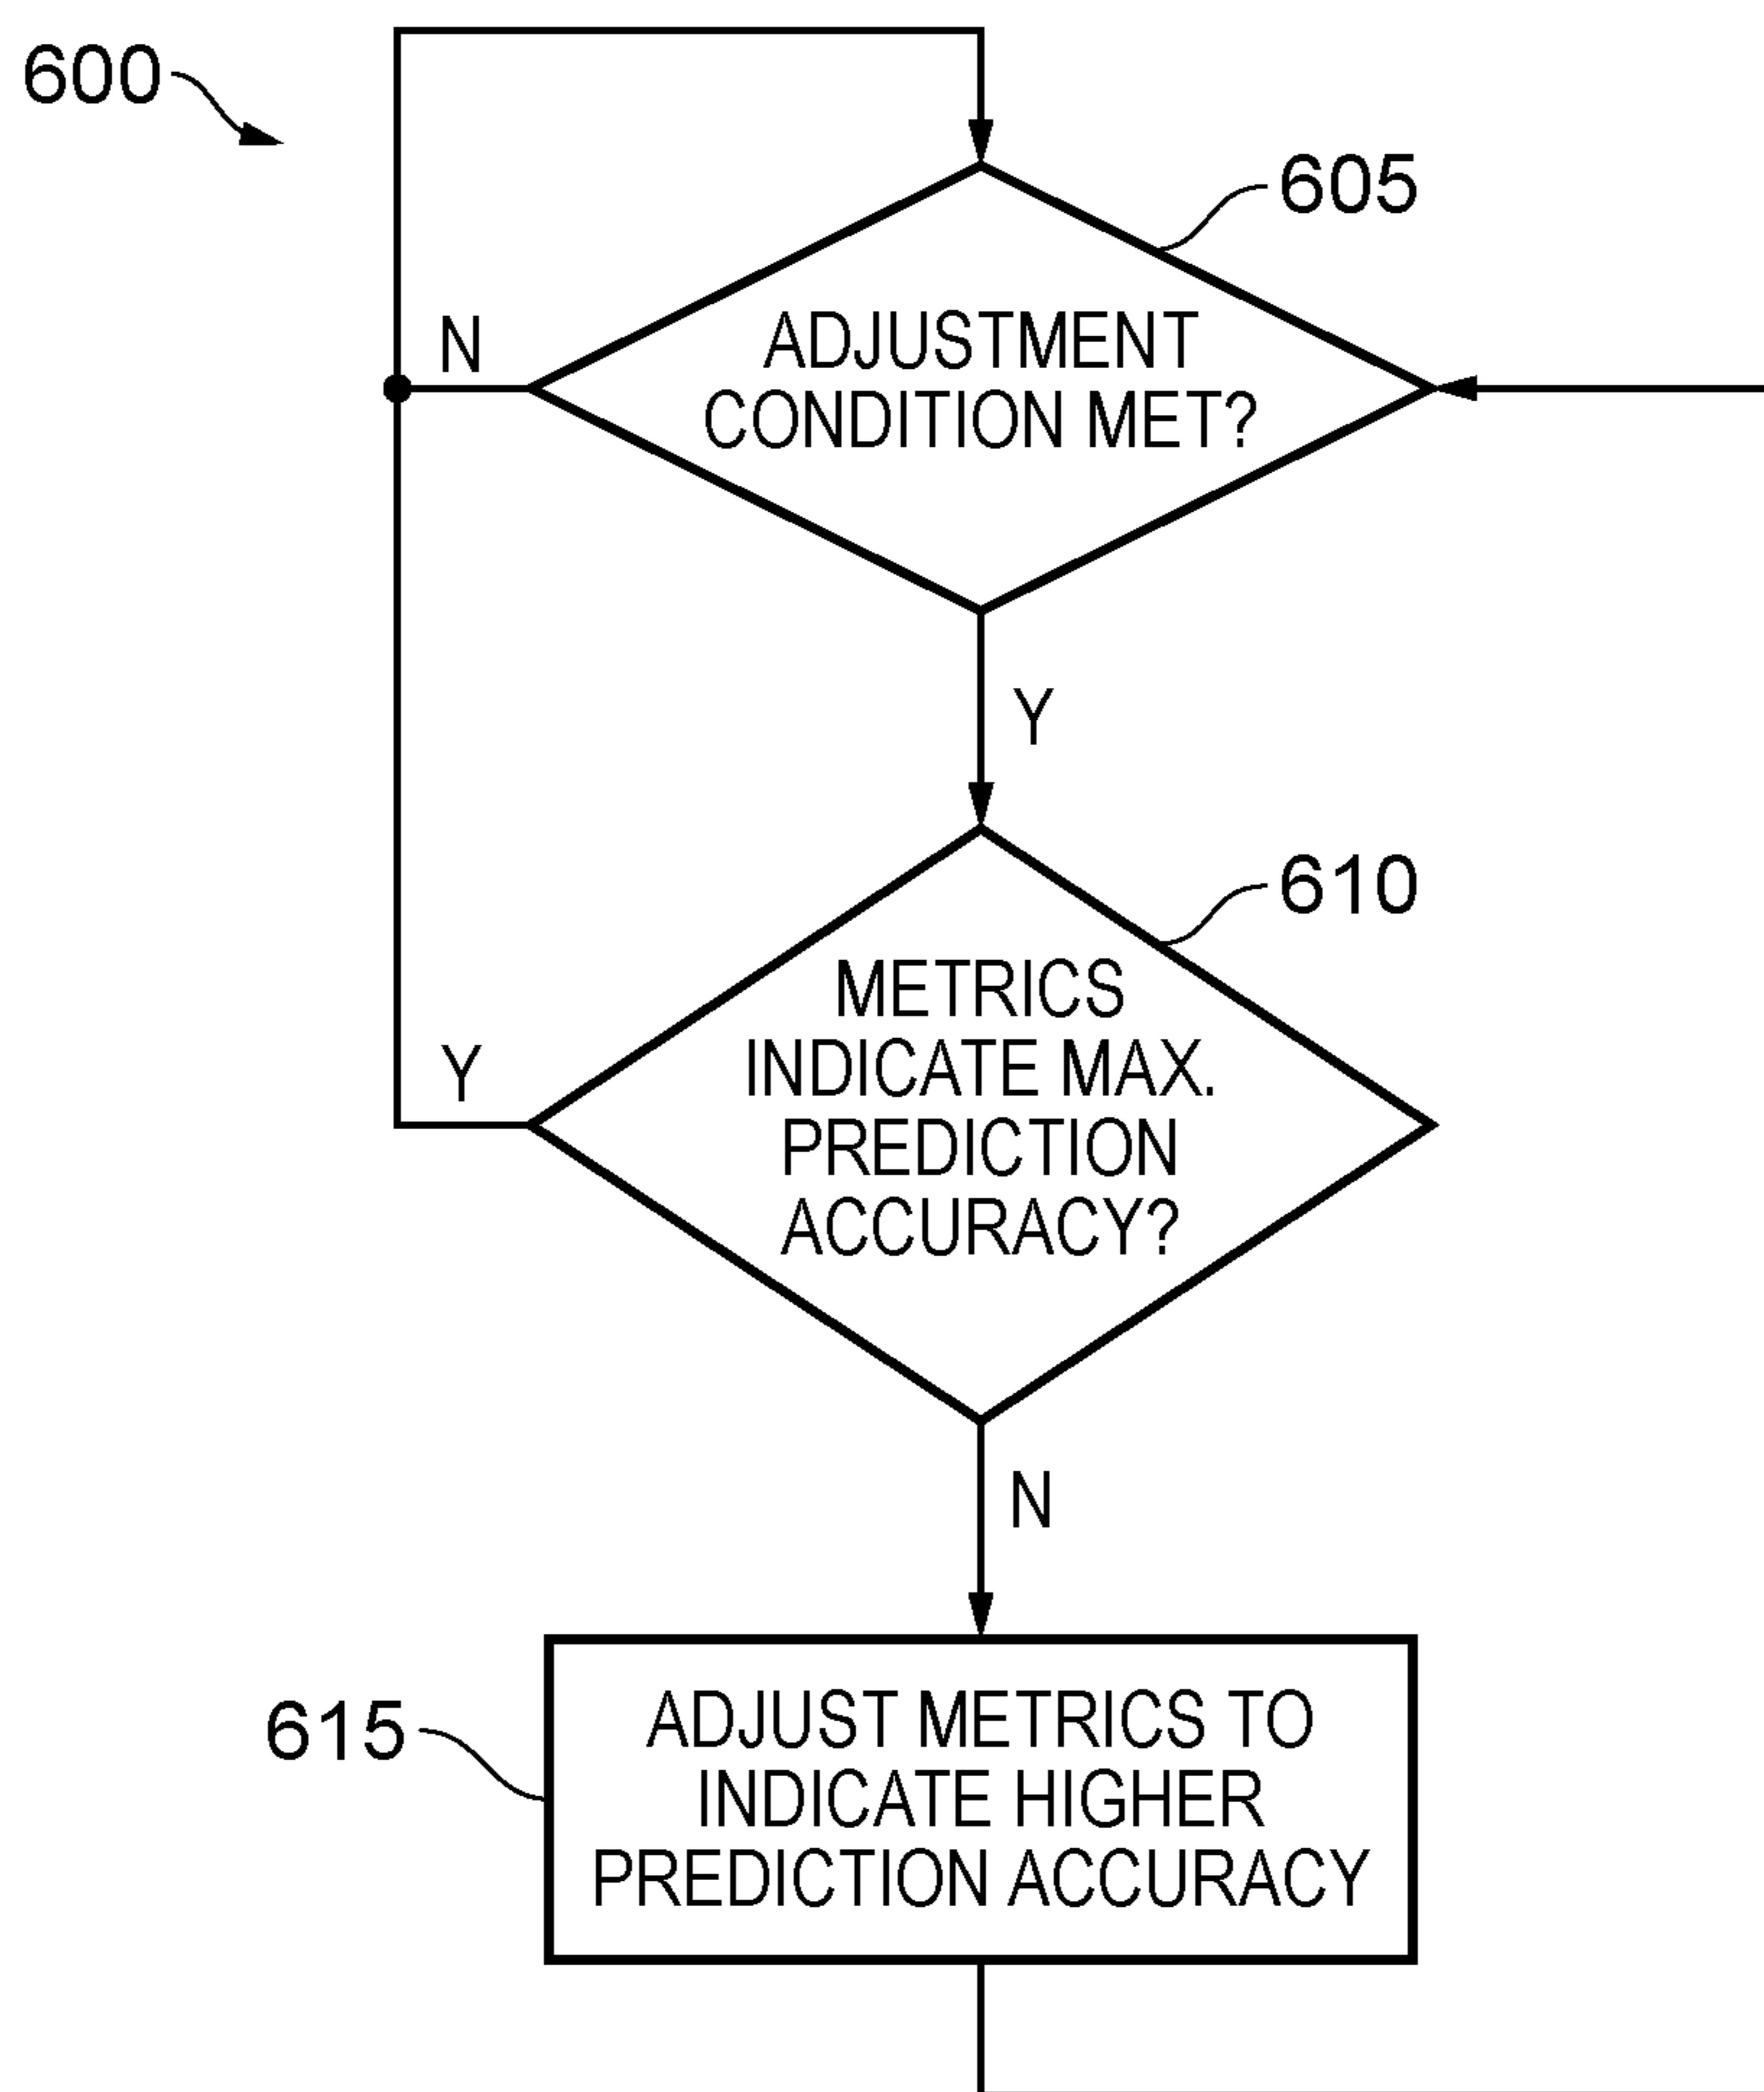 600
605
ADJUSTMENT
CONDITION MET?
N
Y
610
METRICS
INDICATE MAX.
PREDICTION
ACCURACY?
Y
N
615
ADJUST METRICS TO
INDICATE HIGHER
PREDICTION ACCURACY